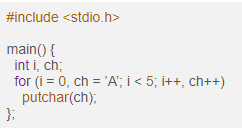 #include <stdio.h>
main() {
int i, ch;
for (i = 0, ch = 'A'; i < 5; i++, ch++)
putchar(ch);
};